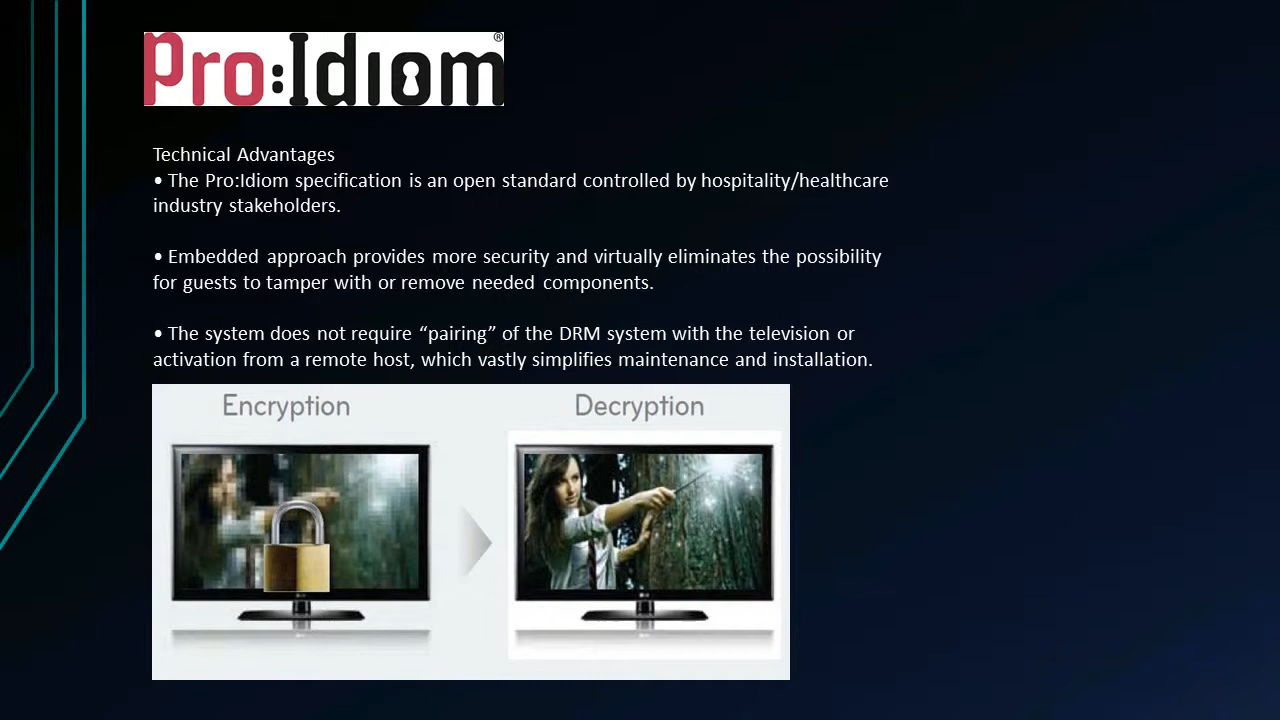 Pro:Idiom®
Technical Advantages
• The Pro:Idiom specification is an open standard controlled by hospitality/healthcare
industry stakeholders.
• Embedded approach provides more security and virtually eliminates the possibility
for guests to tamper with or remove needed components.
• The system does not require “pairing” of the DRM system with the television or
activation from a remote host, which vastly simplifies maintenance and installation.
Encryption
Decryption